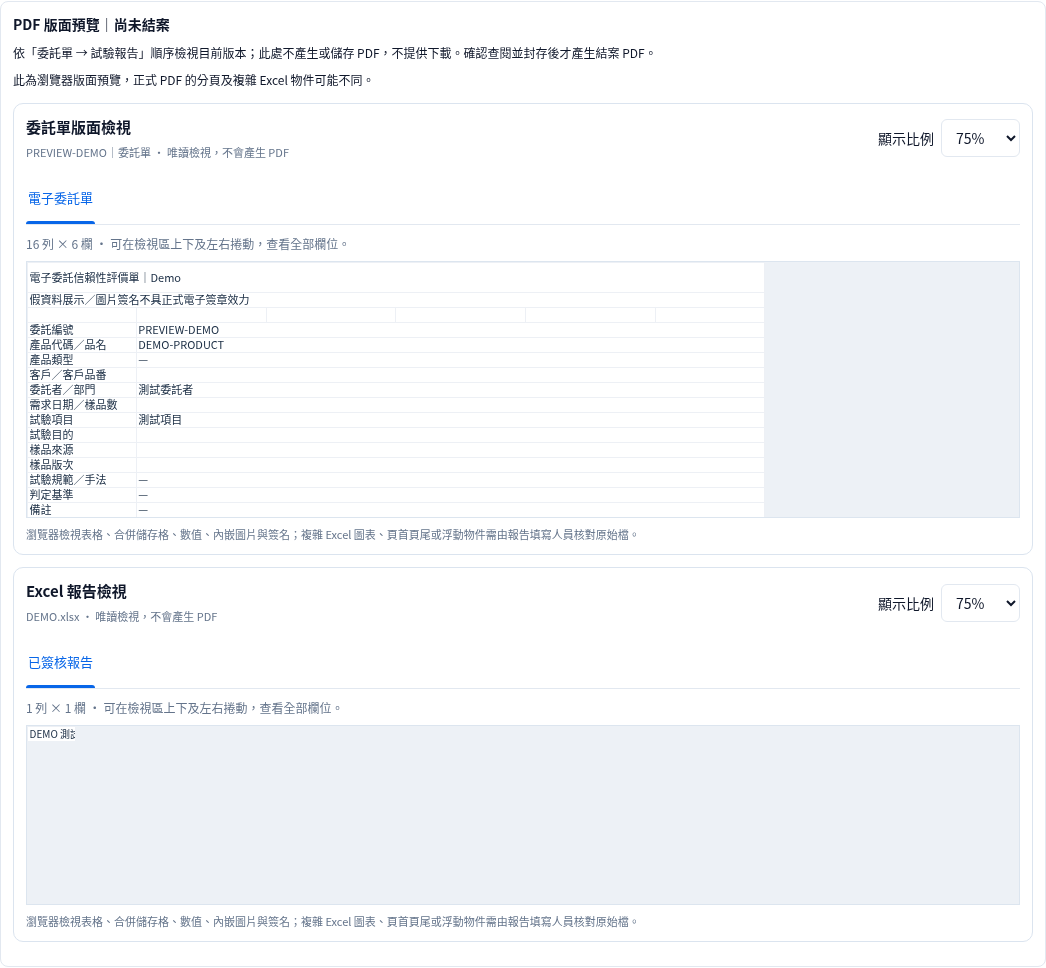 PDF 版面預覽｜尚未結案
依「委託單 → 試驗報告」順序檢視目前版本；此處不產生或儲存 PDF，不提供下載。確認查閱並封存後才產生結案 PDF。
此為瀏覽器版面預覽，正式 PDF 的分頁及複雜 Excel 物件可能不同。
委託單版面檢視
PREVIEW-DEMO｜委託單 · 唯讀檢視，不會產生 PDF
顯示比例 75%
電子委託單
16 列 × 6 欄 · 可在檢視區上下及左右捲動，查看全部欄位。
電子委託信賴性評價單｜Demo
假資料展示／圖片簽名不具正式電子簽章效力
委託編號 PREVIEW-DEMO
產品代碼／品名 DEMO-PRODUCT
產品類型 —
客戶／客戶品番
委託者／部門 測試委託者
需求日期／樣品數
試驗項目 測試項目
試驗目的
樣品來源
樣品版次
試驗規範／手法 —
判定基準 —
備註 —
瀏覽器檢視表格、合併儲存格、數值、內嵌圖片與簽名；複雜 Excel 圖表、頁首頁尾或浮動物件需由報告填寫人員核對原始檔。
Excel 報告檢視
DEMO.xlsx · 唯讀檢視，不會產生 PDF
顯示比例 75%
已簽核報告
1 列 × 1 欄 · 可在檢視區上下及左右捲動，查看全部欄位。
DEMO 測
瀏覽器檢視表格、合併儲存格、數值、內嵌圖片與簽名；複雜 Excel 圖表、頁首頁尾或浮動物件需由報告填寫人員核對原始檔。